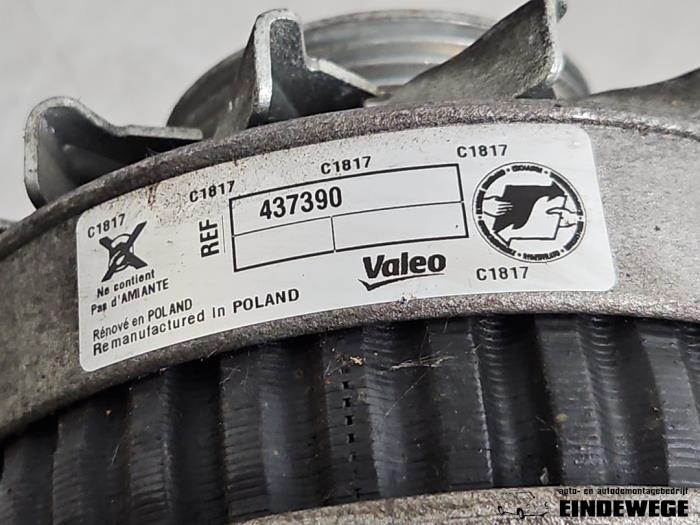 C1817
C1817
C1817
C1817
REF
437390
Ne contient
Pas d'AMIANTE
Valeo
C1817
Rénové en POLAND
Remanufactured in POLAND
auto- en autodemontagebedrijf
EINDEWEGE